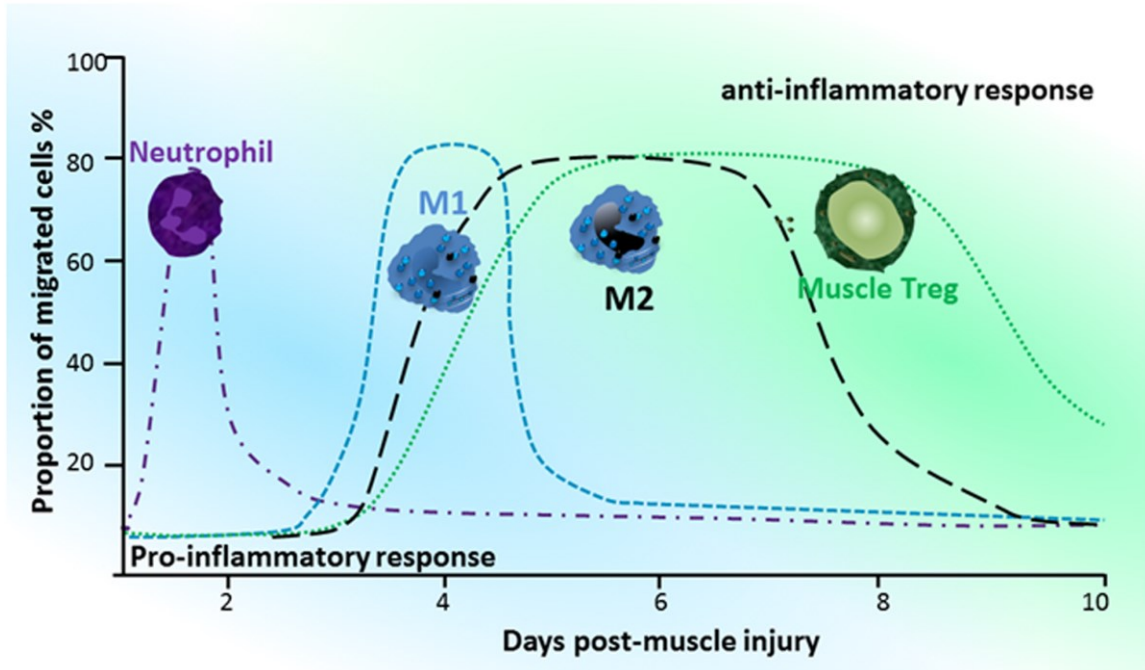 100
anti-inflammatory response
Neutrophil
80
M1
60
M2
Muscle Treg
40
20
Proportion of migrated cells %
Pro-inflammatory response
2
4
6
8
10
Days post-muscle injury